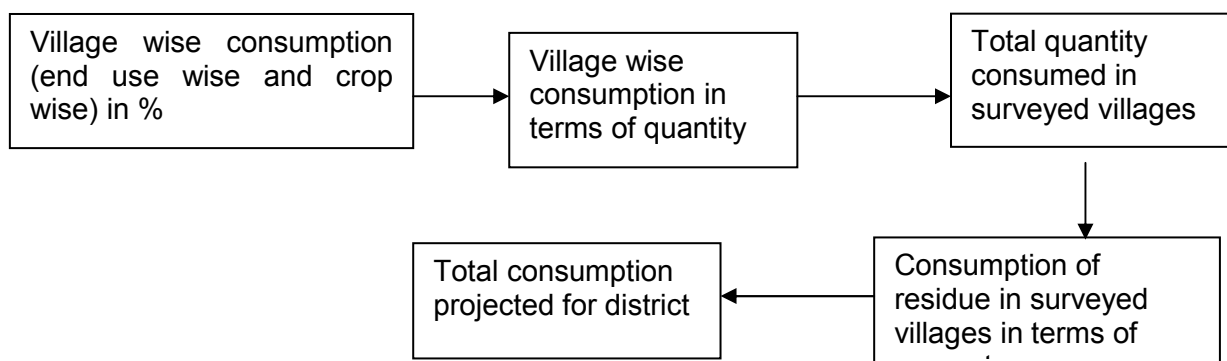 Village wise consumption
(end use wise and crop
wise) in %
Village wise
consumption in
terms of quantity
Total quantity
consumed in
surveyed villages
Consumption of
residue in surveyed
villages in terms of
Total consumption
projected for district